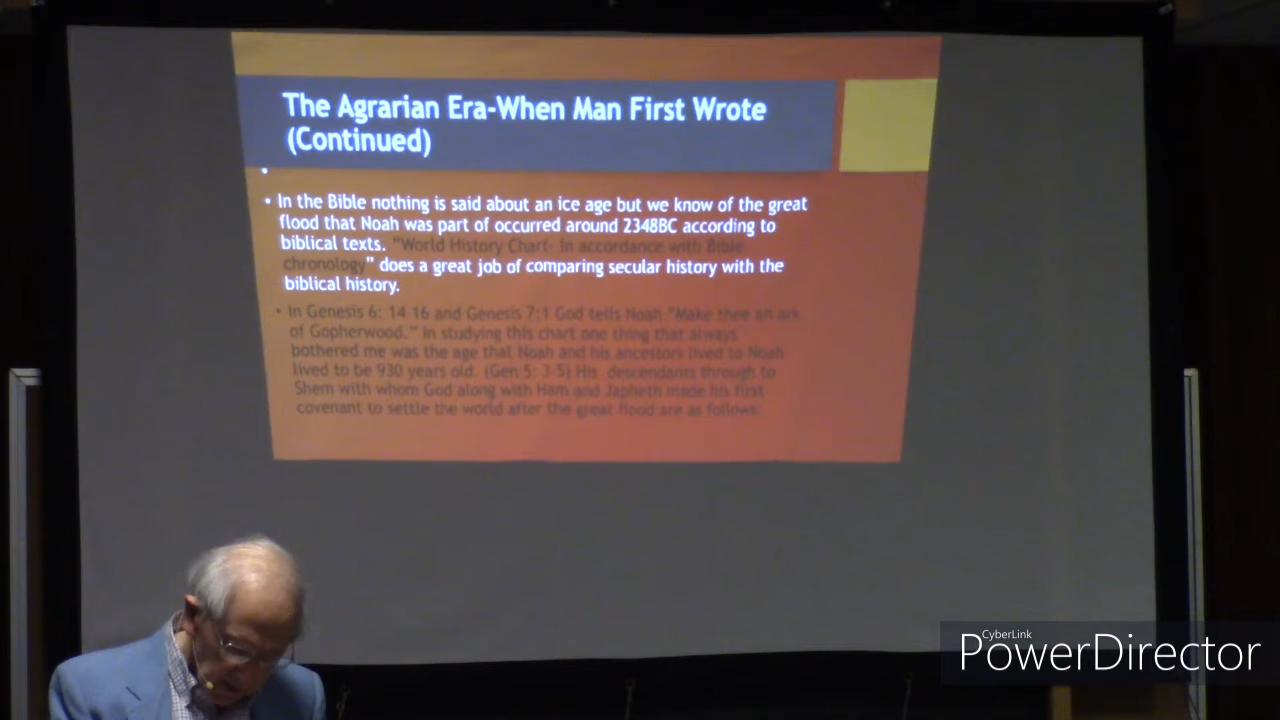 The Agrarian Era-When Man First Wrote
(Continued)
•
• In the Bible nothing is said about an ice age but we know of the great
flood that Noah was part of occurred around 2348BC according to
biblical texts. "World History Chart- In accordance with Bible
chronology" does a great job of comparing secular history with the
biblical history.
• In Genesis 6: 14-16 and Genesis 7:1 God tells Noah "Make thee an ark
of Gopherwood." In studying this chart one thing that always
bothered me was the age that Noah and his ancestors lived to Noah
lived to be 930 years old. (Gen 5: 3-5) His descendants through to
Shem with whom God along with Ham and Japheth made his first
covenant to settle the world after the great flood are as follows:
CyberLink
PowerDirector